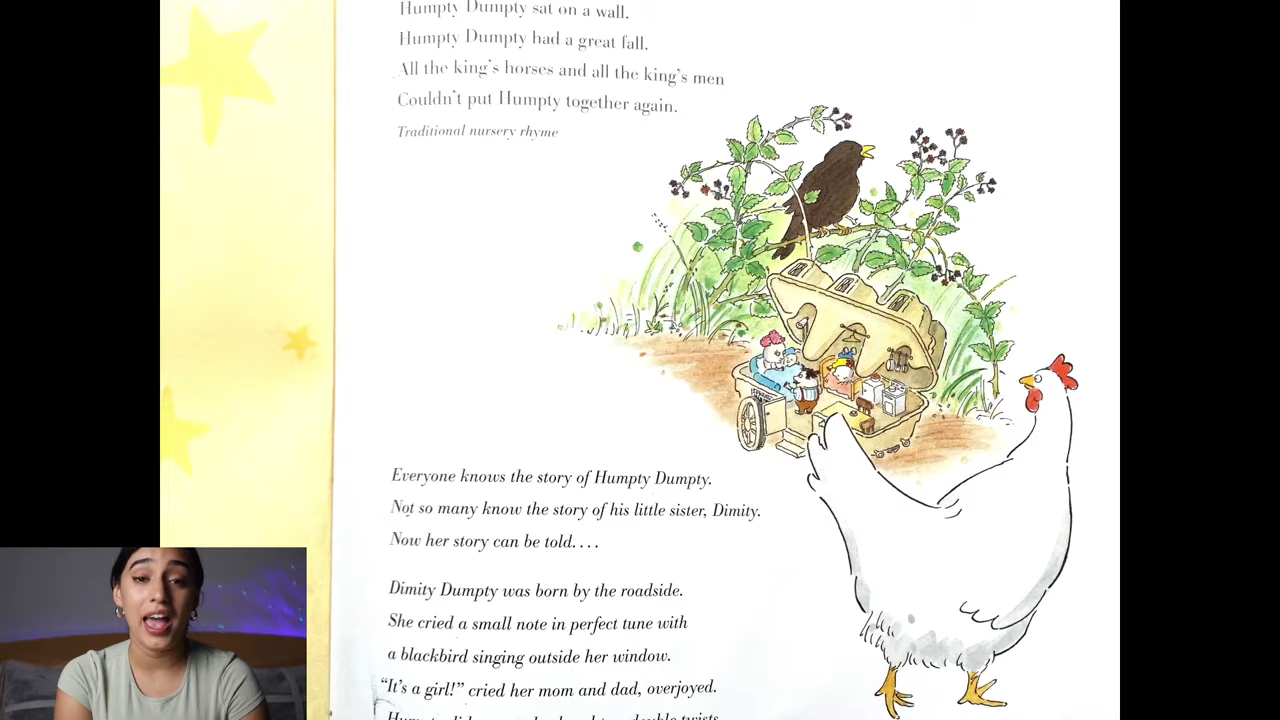 Humpty Dumpty sat on a wall.
Humpty Dumpty had a great fall.
All the king's horses and all the king's men
Couldn't put Humpty together again.
Traditional nursery rhyme
Everyone knows the story of Humpty Dumpty.
Not so many know the story of his little sister, Dimity.
Now her story can be told....
Dimity Dumpty was born by the roadside.
She cried a small note in perfect tune with
a blackbird singing outside her window.
"It's a girl!" cried her mom and dad, overjoyed.